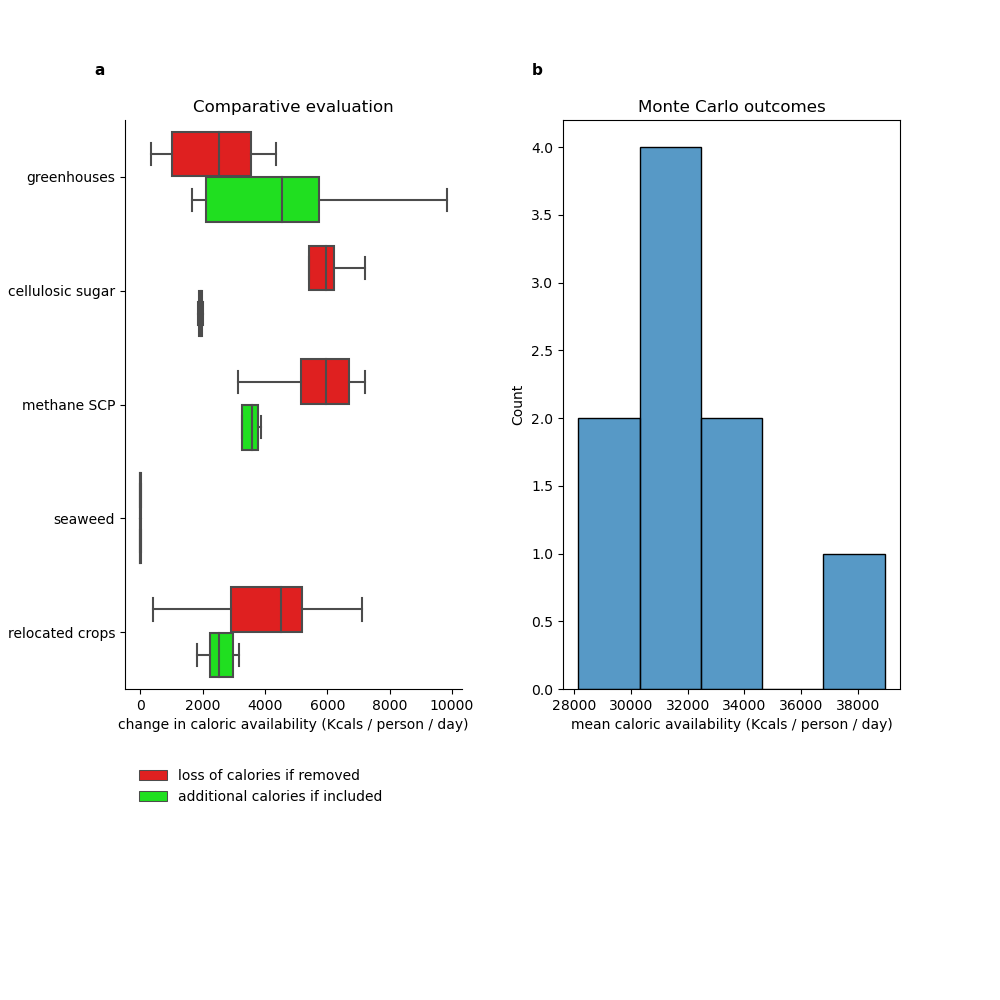 a
Comparative evaluation
greenhouses
cellulosic sugar
methane SCP
seaweed
relocated crops
0 2000 4000 6000 8000 10000
change in caloric availability (Kcals / person / day)
loss of calories if removed
additional calories if included
b
Monte Carlo outcomes
Count
4.0
3.5
3.0
2.5
2.0
1.5
1.0
0.5
0.0
28000 30000 32000 34000 36000 38000
mean caloric availability (Kcals / person / day)